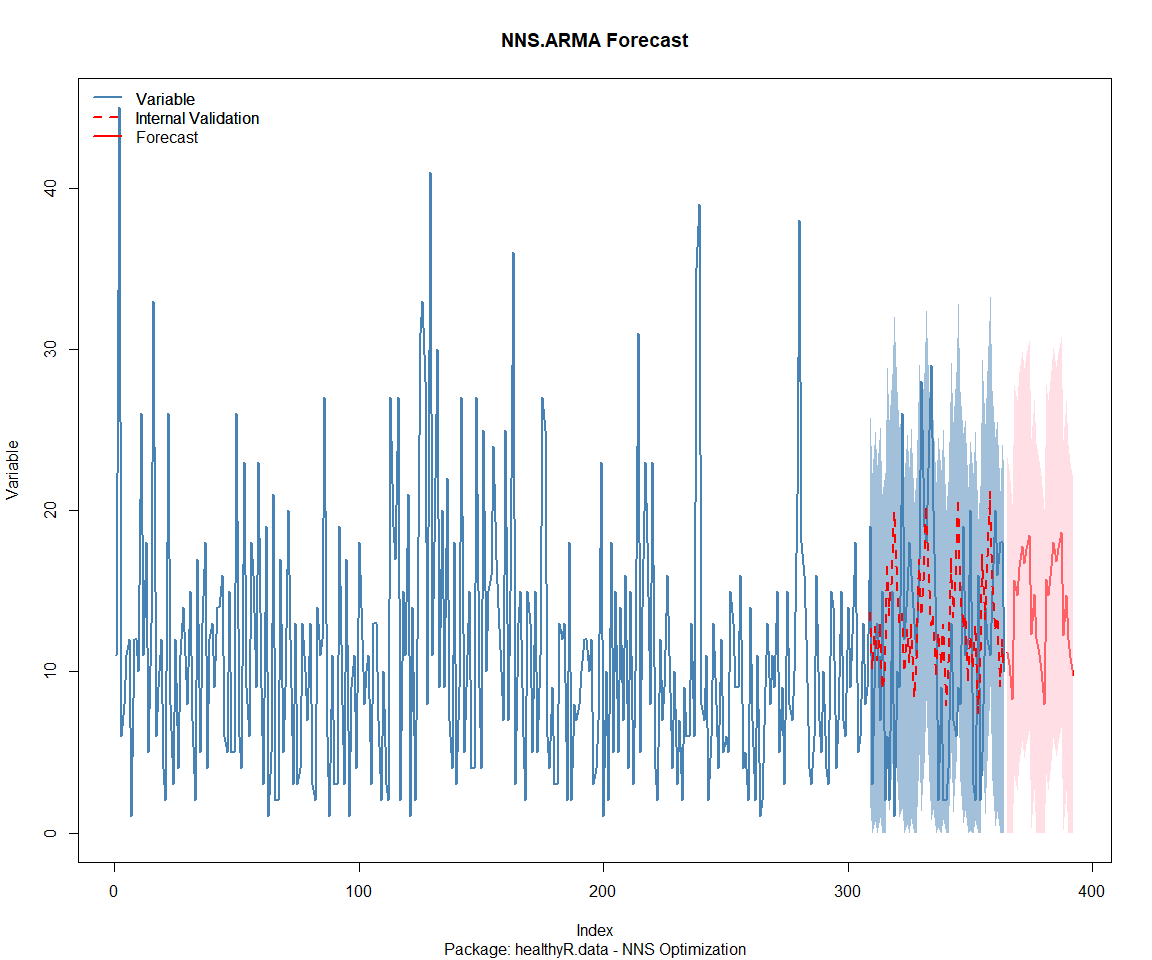 NNS.ARMA Forecast
Variable
Internal Validation
Forecast
Variable
40
30
20
10
0
0
100
200
300
400
Index
Package: healthyR.data - NNS Optimization